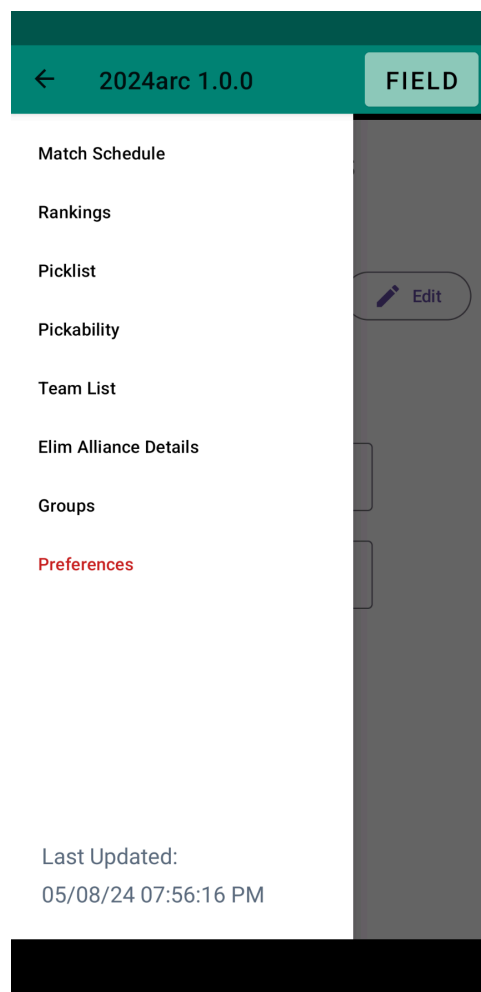 2024arc 1.0.0
FIELD
Match Schedule
Rankings
Picklist
Edit
Pickability
Team List
Elim Alliance Details
Groups
Preferences
Last Updated:
05/08/24 07:56:16 PM